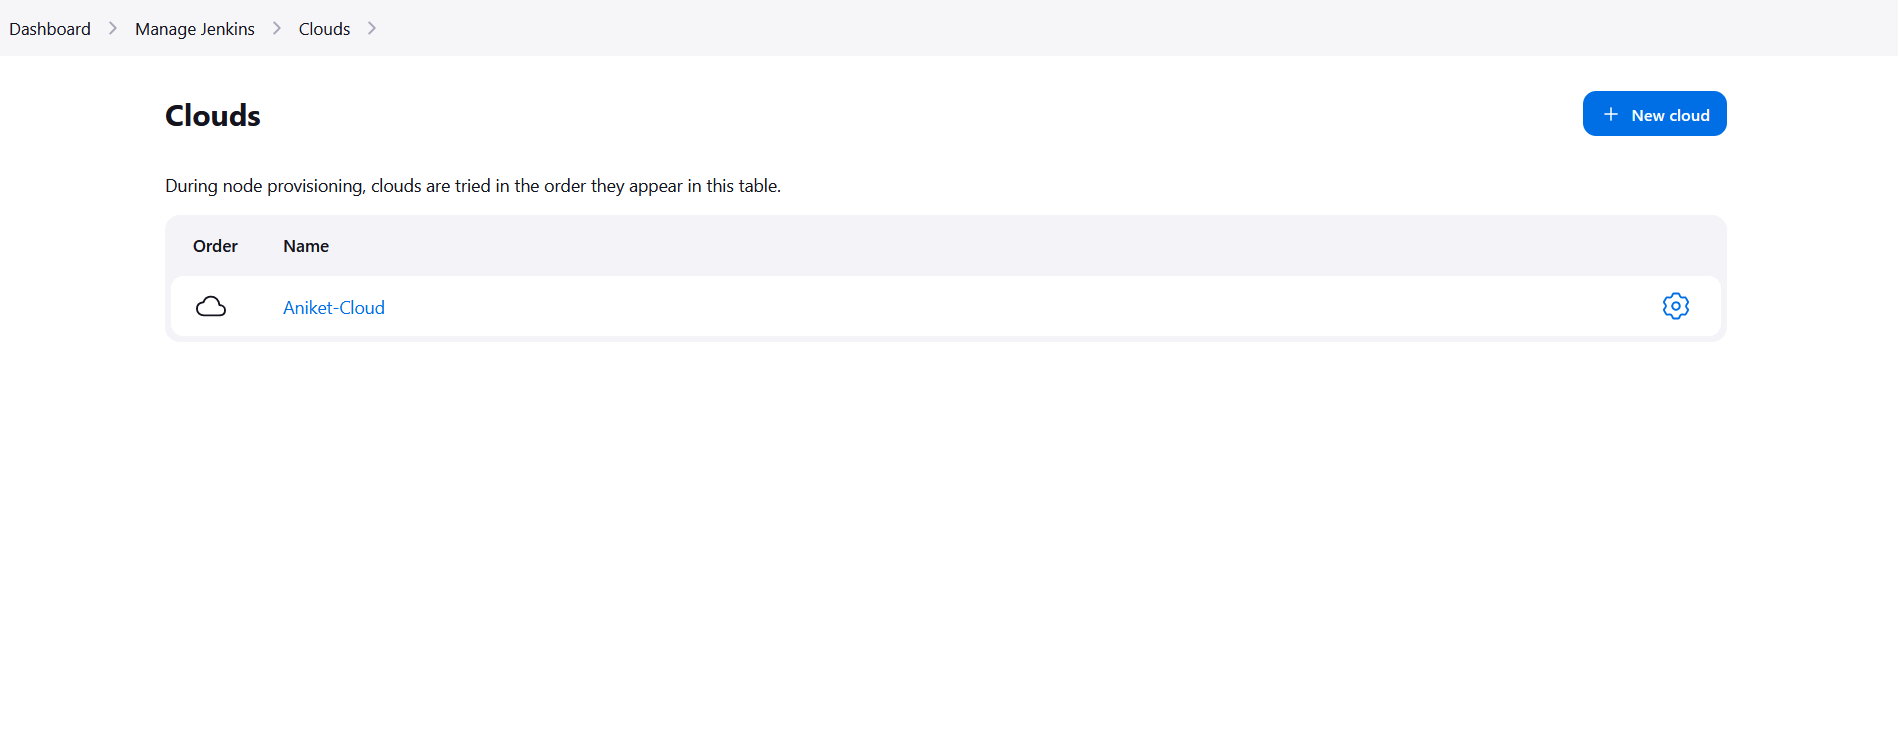 Dashboard > Manage Jenkins > Clouds >
Clouds
+ New cloud
During node provisioning, clouds are tried in the order they appear in this table.
Order Name
Aniket-Cloud